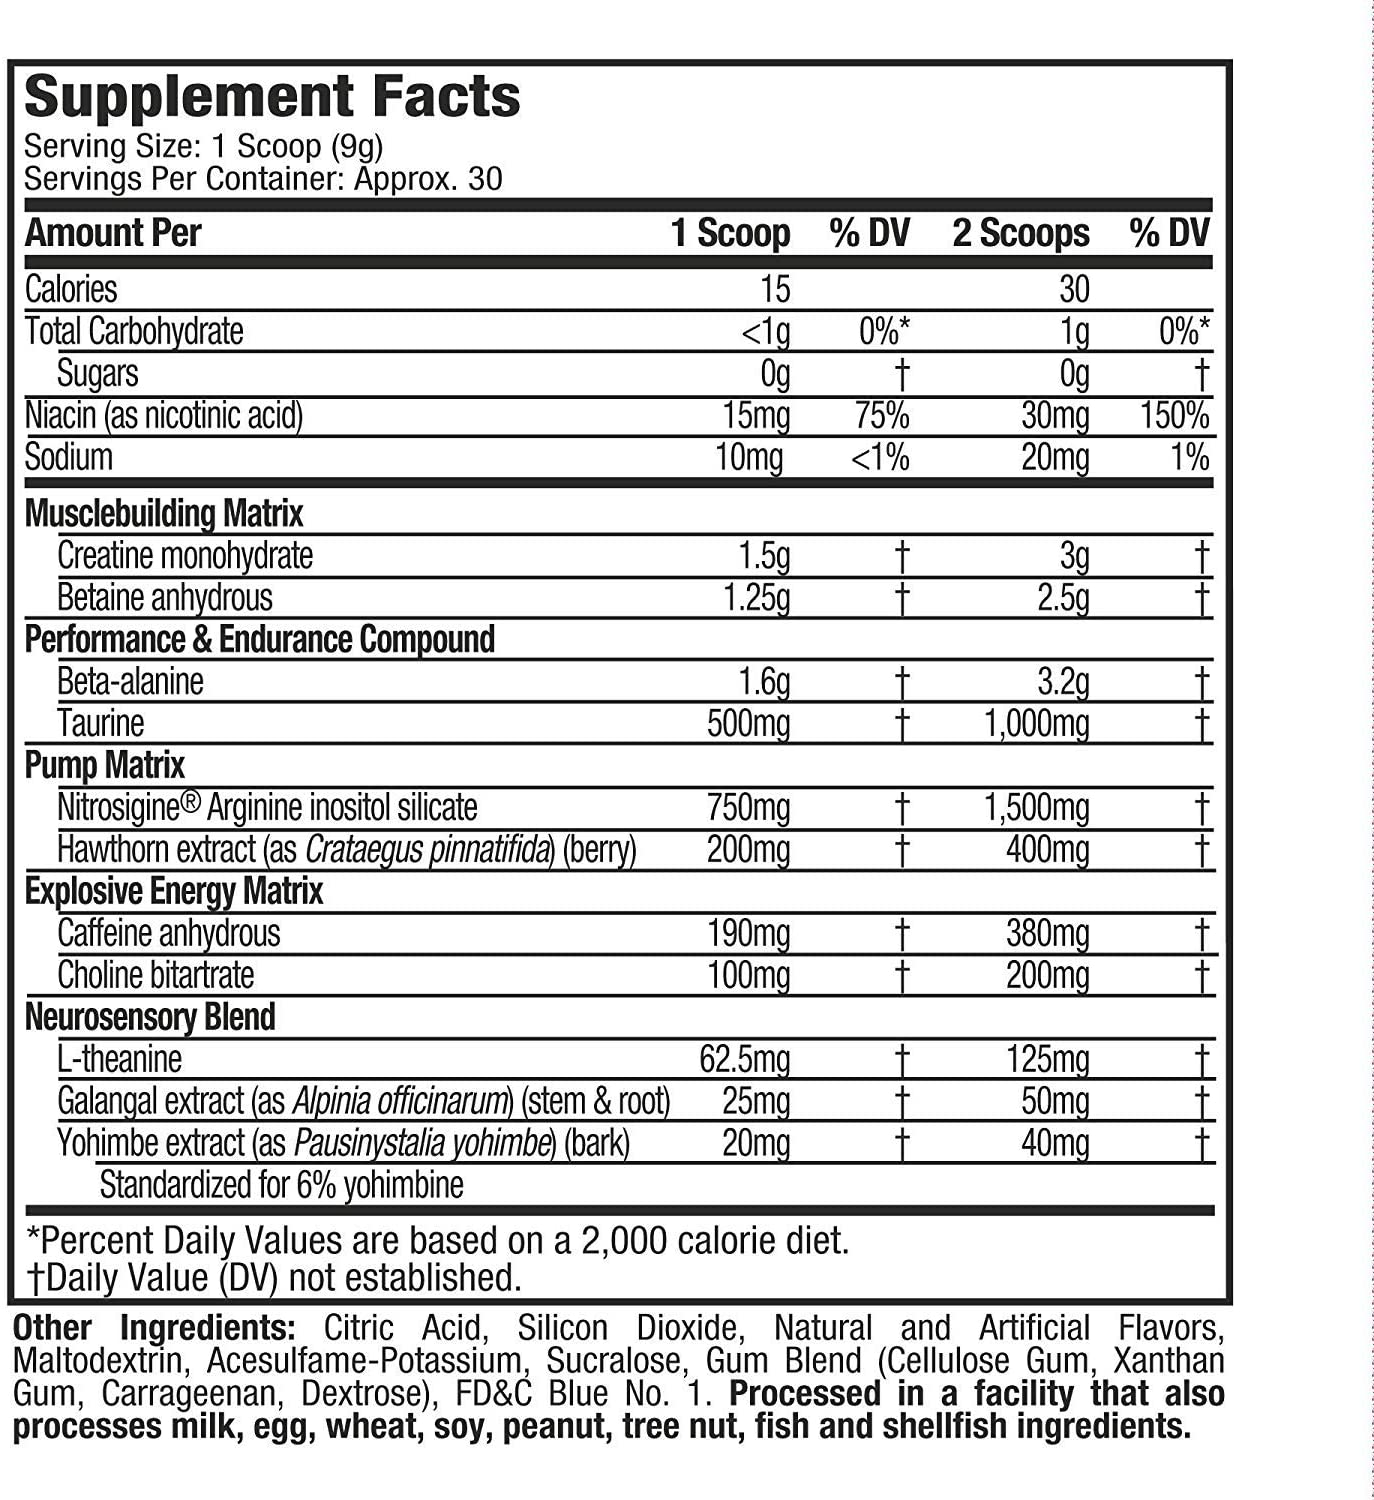 Supplement Facts
Serving Size: 1 Scoop (9g)
Servings Per Container: Approx. 30
Amount Per 1 Scoop % DV 2 Scoops % DV
Calories 15 30
Total Carbohydrate <1g 0%* 1g 0%*
Sugars 0g † 0g †
Niacin (as nicotinic acid) 15mg 75% 30mg 150%
Sodium 10mg <1% 20mg 1%
Musclebuilding Matrix
Creatine monohydrate 1.5g † 3g †
Betaine anhydrous 1.25g † 2.5g †
Performance & Endurance Compound
Beta-alanine 1.6g † 3.2g †
Taurine 500mg † 1,000mg †
Pump Matrix
Nitrosigine® Arginine inositol silicate 750mg † 1,500mg †
Hawthorn extract (as Crataegus pinnatifida) (berry) 200mg † 400mg †
Explosive Energy Matrix
Caffeine anhydrous 190mg † 380mg †
Choline bitartrate 100mg † 200mg †
Neurosensory Blend
L-theanine 62.5mg † 125mg †
Galangal extract (as Alpinia officinarum) (stem & root) 25mg † 50mg †
Yohimbe extract (as Pausinystalia yohimbe) (bark) 20mg † 40mg †
Standardized for 6% yohimbine
*Percent Daily Values are based on a 2,000 calorie diet.
†Daily Value (DV) not established.
Other Ingredients: Citric Acid, Silicon Dioxide, Natural and Artificial Flavors,
Maltodextrin, Acesulfame-Potassium, Sucralose, Gum Blend (Cellulose Gum, Xanthan
Gum, Carrageenan, Dextrose), FD&C Blue No. 1. Processed in a facility that also
processes milk, egg, wheat, soy, peanut, tree nut, fish and shellfish ingredients.